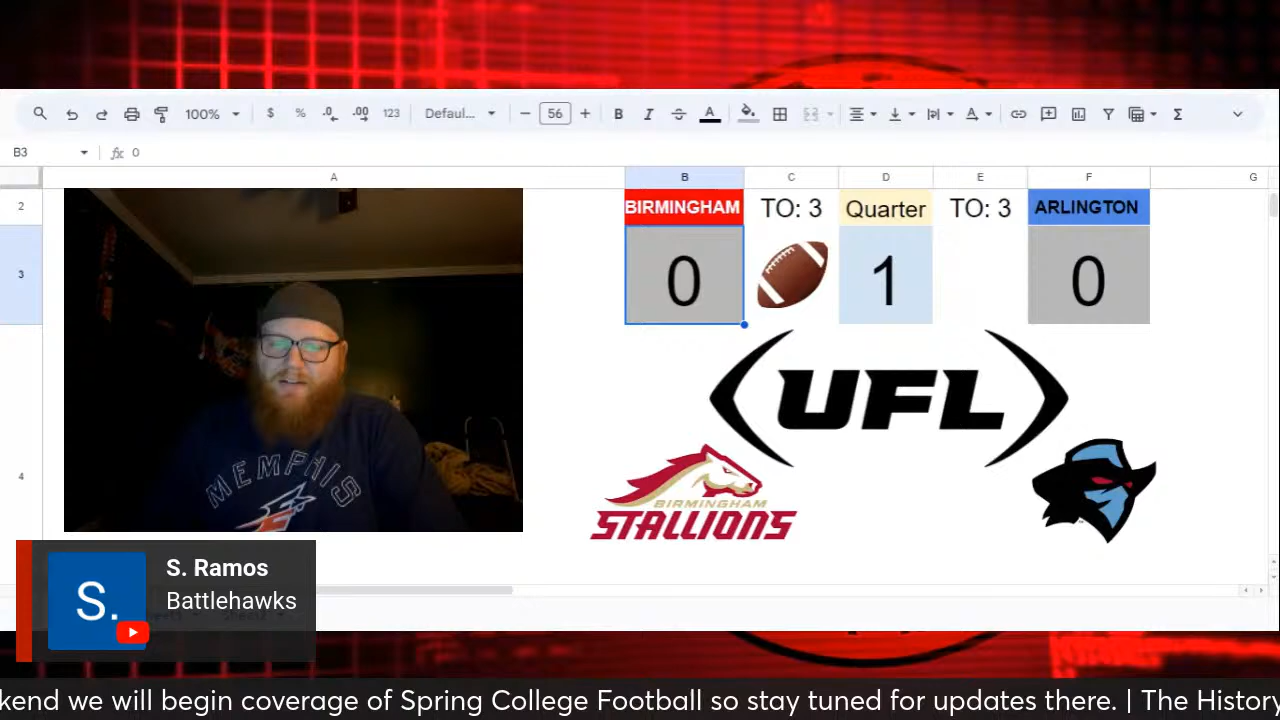 100%
$
%
.0
.00
123
Defaul...
56
B
I
A
Σ
B3
fx 0
A
B
C
D
E
F
G
2
BIRMINGHAM
TO: 3
Quarter
TO: 3
ARLINGTON
3
0
1
0
UFL
4
BIRMINGHAM
STALLIONS
MEMPHIS
S.
S. Ramos
Battlehawks
kend we will begin coverage of Spring College Football so stay tuned for updates there. | The History